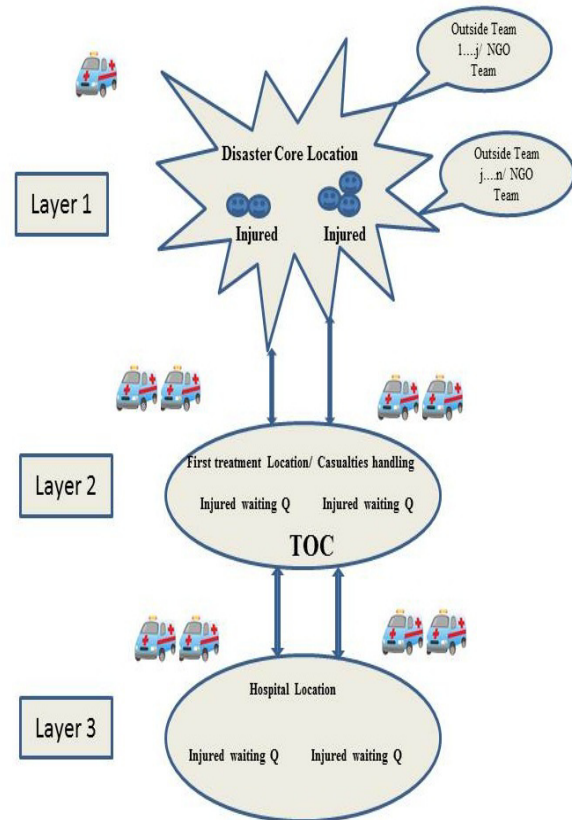 Outside Team
1....j/ NGO
Team
Disaster Core Location
Outside Team
j....n/ NGO
Team
Layer 1
Injured
Injured
First treatment Location/ Casualties handling
Layer 2
Injured waiting Q
Injured waiting Q
TOC
Hospital Location
Layer 3
Injured waiting Q
Injured waiting Q